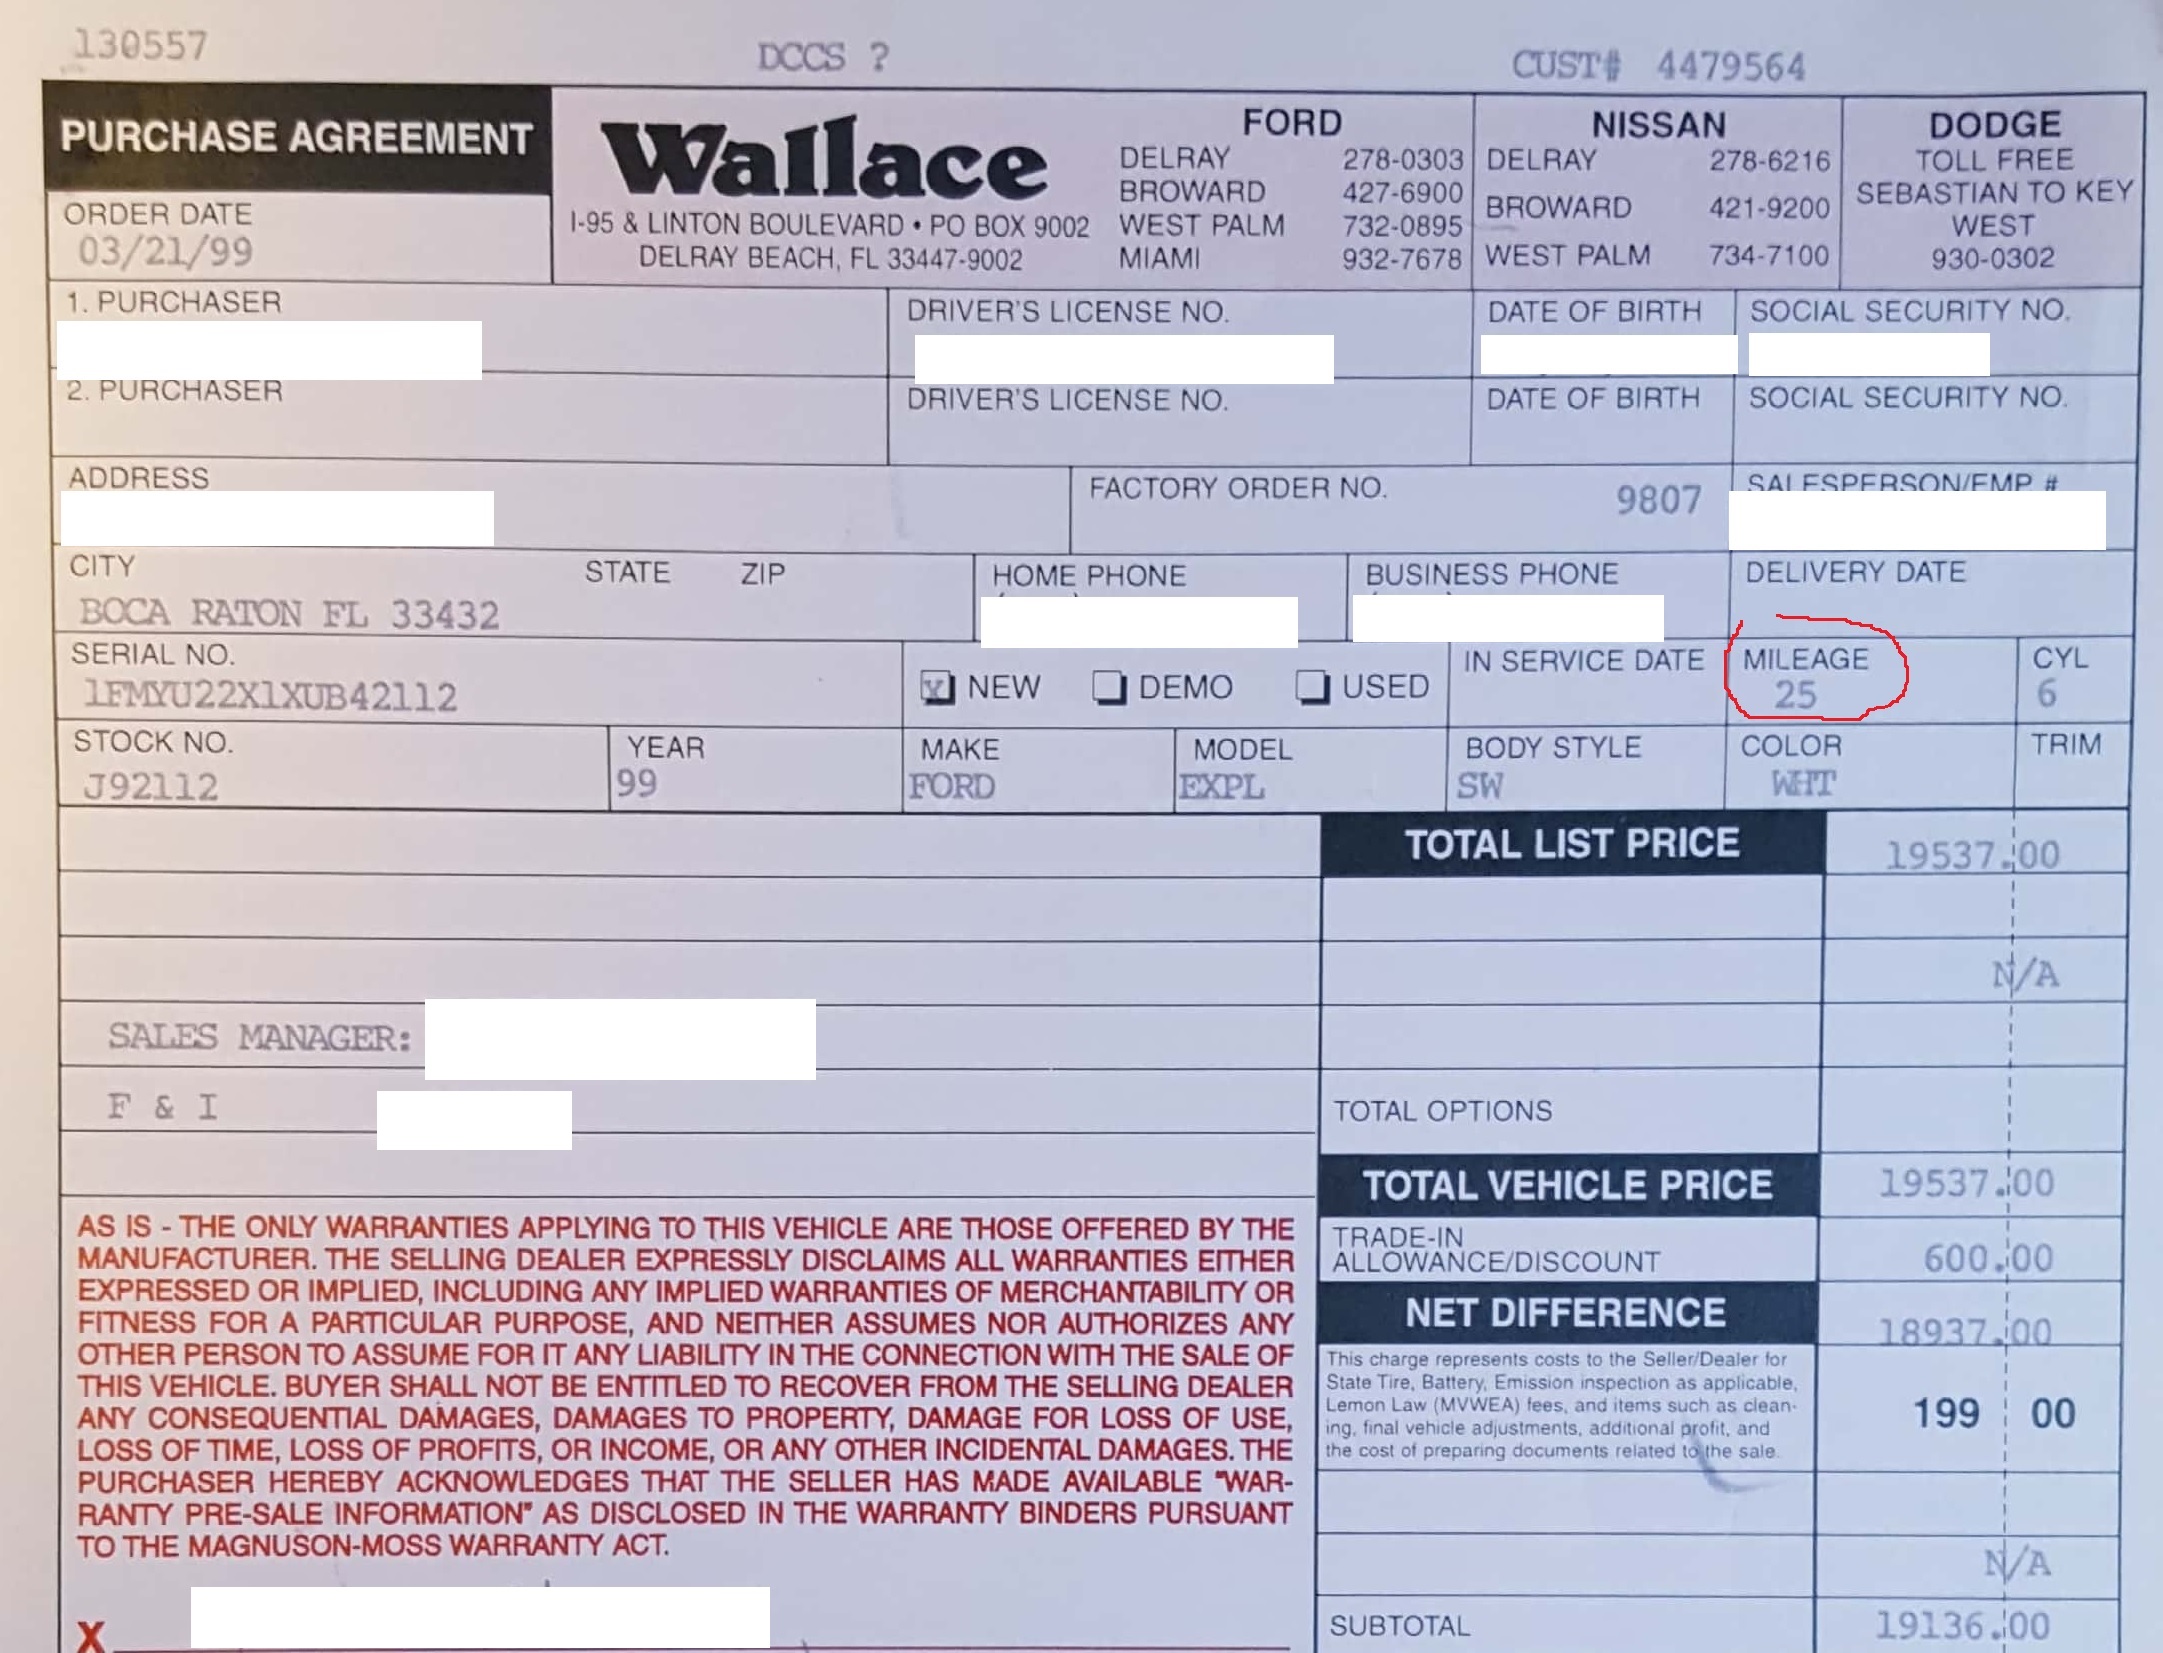 130557 DCCS ? CUST# 4479564
PURCHASE AGREEMENT
Wallace
I-95 & LINTON BOULEVARD • PO BOX 9002
DELRAY BEACH, FL 33447-9002
FORD
DELRAY 278-0303
BROWARD 427-6900
WEST PALM 732-0895
MIAMI 932-7678
NISSAN
DELRAY 278-6216
BROWARD 421-9200
WEST PALM 734-7100
DODGE
TOLL FREE
SEBASTIAN TO KEY
WEST
930-0302
ORDER DATE
03/21/99
1. PURCHASER DRIVER'S LICENSE NO. DATE OF BIRTH SOCIAL SECURITY NO.
2. PURCHASER DRIVER'S LICENSE NO. DATE OF BIRTH SOCIAL SECURITY NO.
ADDRESS FACTORY ORDER NO. 9807 SALESPERSON/EMP #
CITY STATE ZIP HOME PHONE BUSINESS PHONE DELIVERY DATE
BOCA RATON FL 33432
SERIAL NO. X NEW DEMO USED IN SERVICE DATE MILEAGE CYL
1FMYU22X1XUB42112 25 6
STOCK NO. YEAR MAKE MODEL BODY STYLE COLOR TRIM
J92112 99 FORD EXPL SW WHT
TOTAL LIST PRICE 19537.00
N/A
SALES MANAGER:
F & I
TOTAL OPTIONS
TOTAL VEHICLE PRICE 19537.00
TRADE-IN
ALLOWANCE/DISCOUNT 600.00
NET DIFFERENCE 18937.00
This charge represents costs to the Seller/Dealer for
State Tire, Battery, Emission inspection as applicable,
Lemon Law (MVWEA) fees, and items such as clean-
ing, final vehicle adjustments, additional profit, and
the cost of preparing documents related to the sale.
199 00
N/A
SUBTOTAL 19136.00
AS IS - THE ONLY WARRANTIES APPLYING TO THIS VEHICLE ARE THOSE OFFERED BY THE
MANUFACTURER. THE SELLING DEALER EXPRESSLY DISCLAIMS ALL WARRANTIES EITHER
EXPRESSED OR IMPLIED, INCLUDING ANY IMPLIED WARRANTIES OF MERCHANTABILITY OR
FITNESS FOR A PARTICULAR PURPOSE, AND NEITHER ASSUMES NOR AUTHORIZES ANY
OTHER PERSON TO ASSUME FOR IT ANY LIABILITY IN THE CONNECTION WITH THE SALE OF
THIS VEHICLE. BUYER SHALL NOT BE ENTITLED TO RECOVER FROM THE SELLING DEALER
ANY CONSEQUENTIAL DAMAGES, DAMAGES TO PROPERTY, DAMAGE FOR LOSS OF USE,
LOSS OF TIME, LOSS OF PROFITS, OR INCOME, OR ANY OTHER INCIDENTAL DAMAGES. THE
PURCHASER HEREBY ACKNOWLEDGES THAT THE SELLER HAS MADE AVAILABLE "WAR-
RANTY PRE-SALE INFORMATION" AS DISCLOSED IN THE WARRANTY BINDERS PURSUANT
TO THE MAGNUSON-MOSS WARRANTY ACT.
X